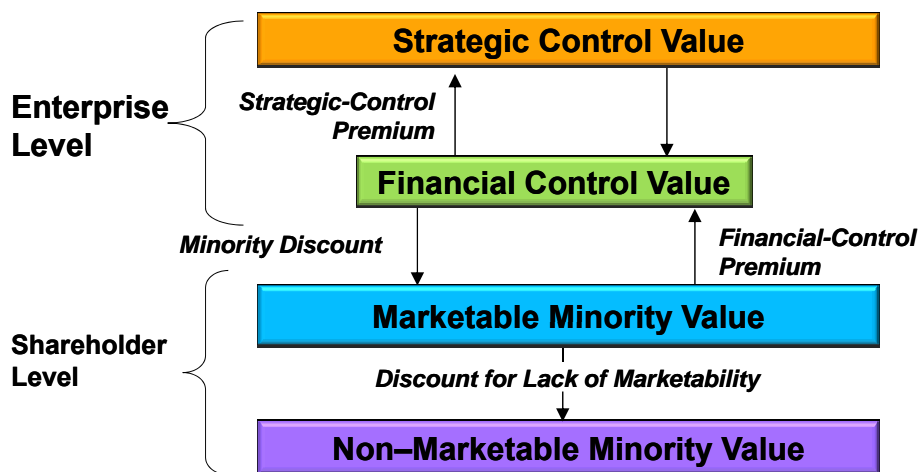 Strategic Control Value
Enterprise
Level
Strategic-Control
Premium
Financial Control Value
Minority Discount
Financial-Control
Premium
Marketable Minority Value
Shareholder
Level
Discount for Lack of Marketability
Non–Marketable Minority Value